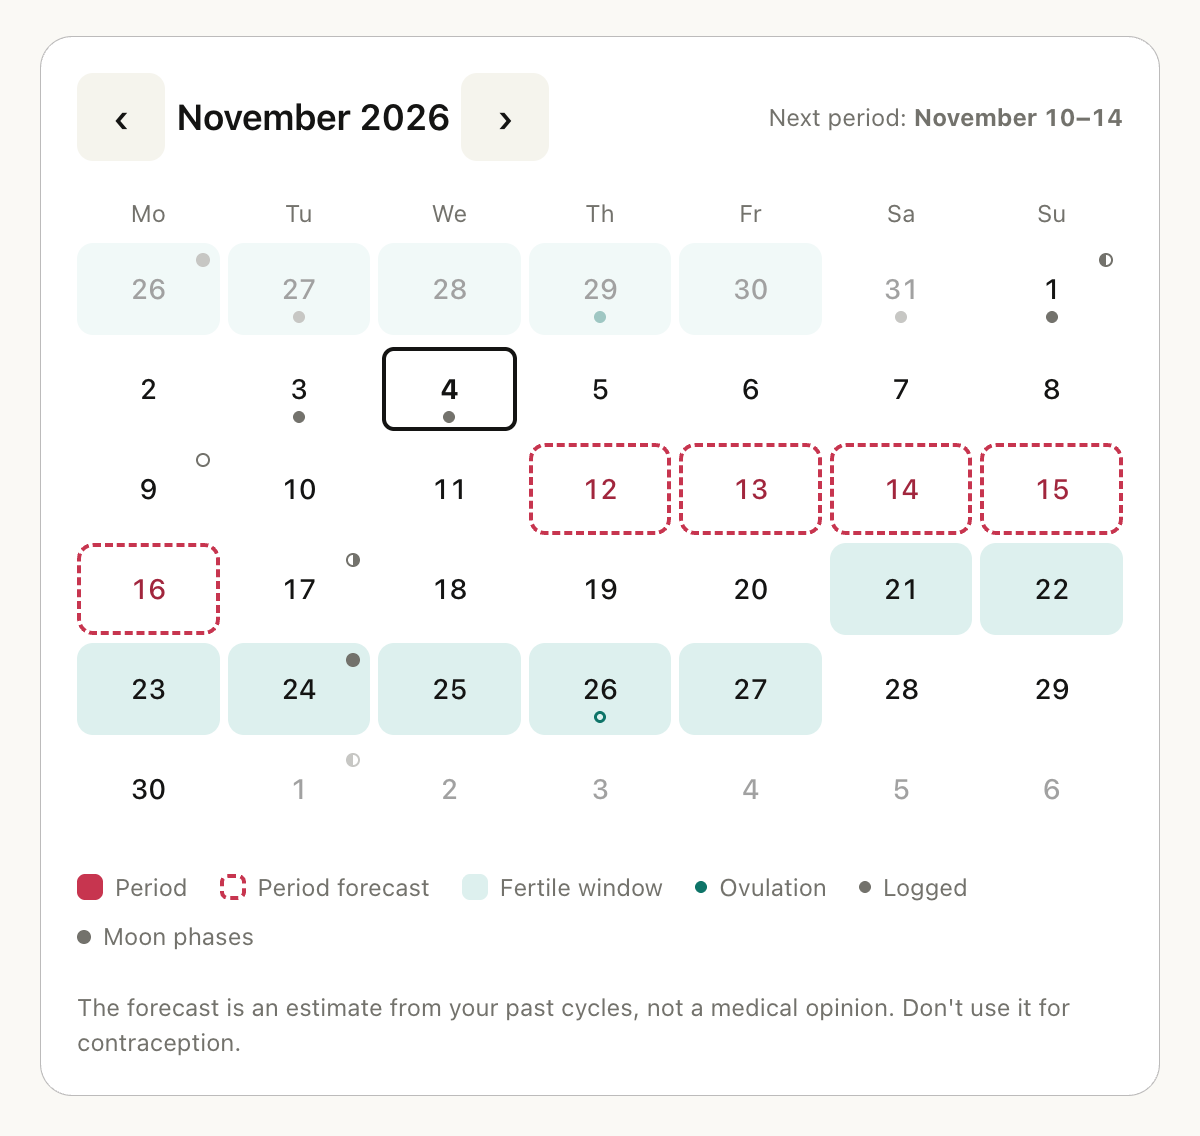 ‹ November 2026 › Next period: November 10–14
Mo Tu We Th Fr Sa Su
26 27 28 29 30 31 1
2 3 4 5 6 7 8
9 10 11 12 13 14 15
16 17 18 19 20 21 22
23 24 25 26 27 28 29
30 1 2 3 4 5 6
Period Period forecast Fertile window Ovulation Logged
Moon phases
The forecast is an estimate from your past cycles, not a medical opinion. Don't use it for
contraception.